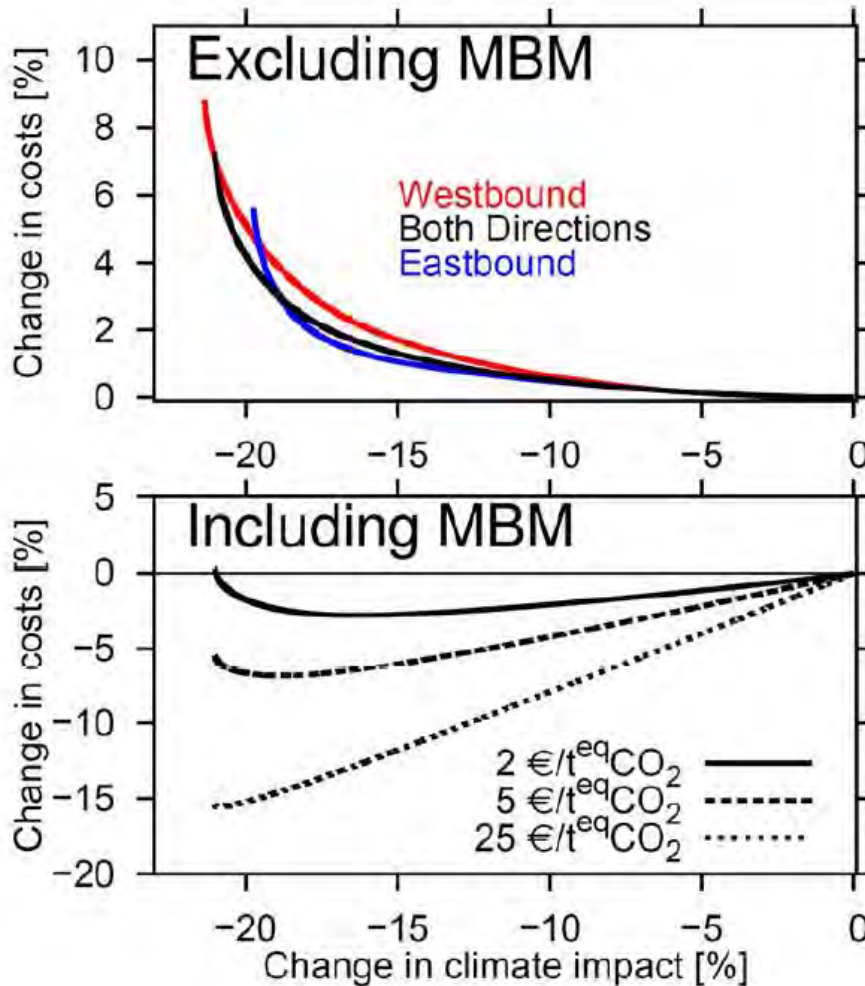 Excluding MBM
Change in costs [%]
10
8
6
4
2
0
Westbound
Both Directions
Eastbound
−20 −15 −10 −5 0
Including MBM
Change in costs [%]
5
0
−5
−10
−15
−20
2 €/t^eqCO₂
5 €/t^eqCO₂
25 €/t^eqCO₂
−20 −15 −10 −5 0
Change in climate impact [%]